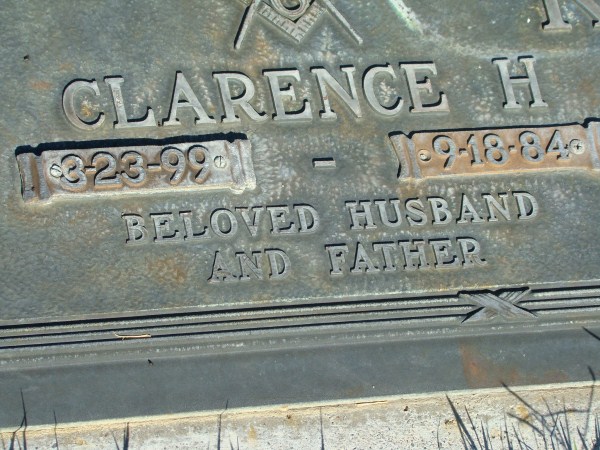 CLARENCE H
3-23-99 - 9-18-84
BELOVED HUSBAND
AND FATHER